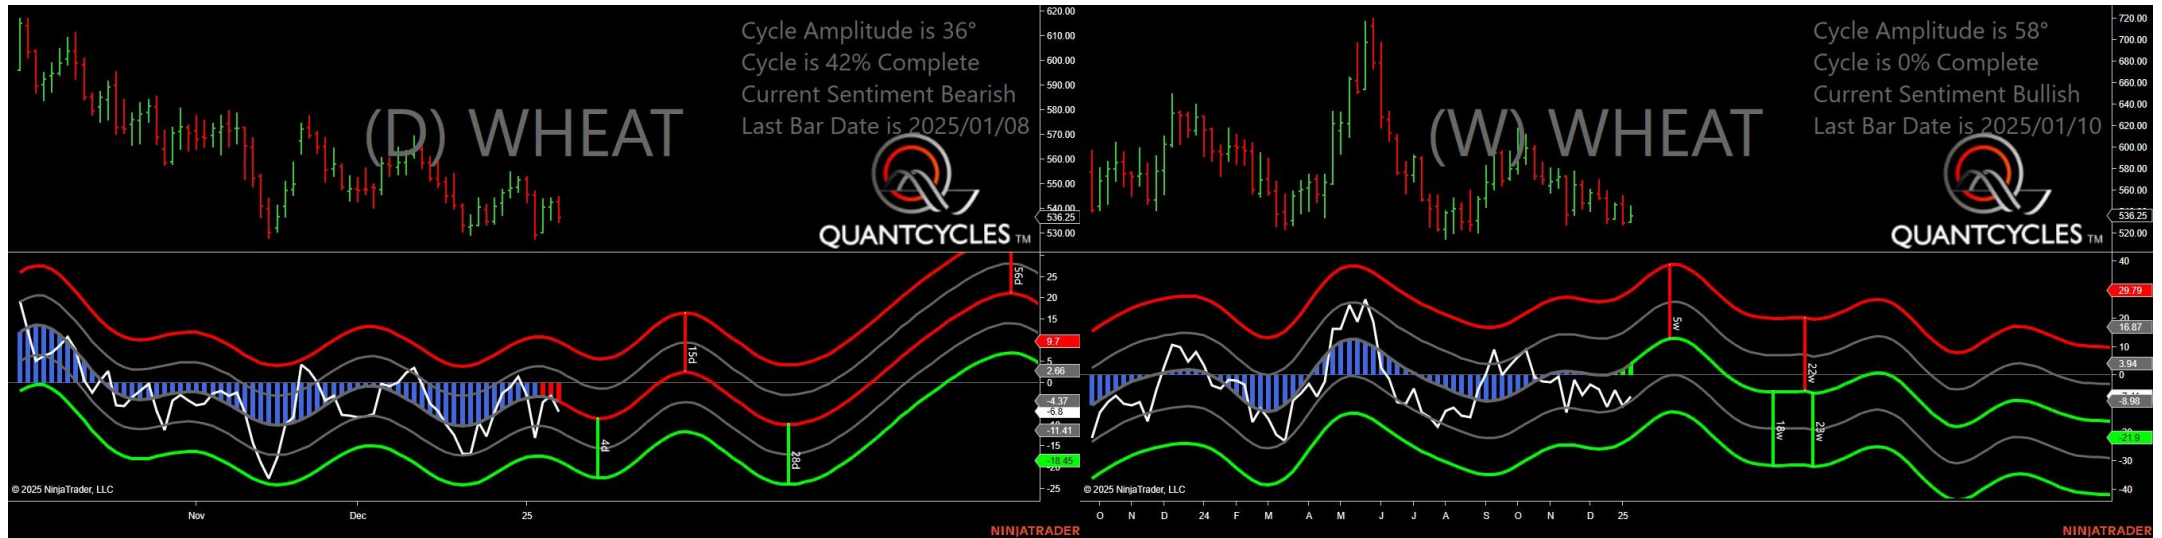 Cycle Amplitude is 36°
Cycle is 42% Complete
Current Sentiment Bearish
Last Bar Date is 2025/01/08
(D) WHEAT
QUANTCYCLES TM
620.00
610.00
600.00
590.00
580.00
570.00
560.00
550.00
540.00
536.25
530.00
56d
15d
4d
28d
25
20
15
9.7
5
2.66
0
-4.37
-6.8
-11.41
-15
-18.45
-25
© 2025 NinjaTrader, LLC
Nov
Dec
25
NINJATRADER
Cycle Amplitude is 58°
Cycle is 0% Complete
Current Sentiment Bullish
Last Bar Date is 2025/01/10
(W) WHEAT
QUANTCYCLES TM
720.00
700.00
680.00
660.00
640.00
620.00
600.00
580.00
560.00
536.25
520.00
5w
22w
18w
23w
40
29.79
20
16.87
10
3.94
0
-8.98
-21.9
-30
-40
© 2025 NinjaTrader, LLC
O N D 24 F M A M J J A S O N D 25
NINJATRADER